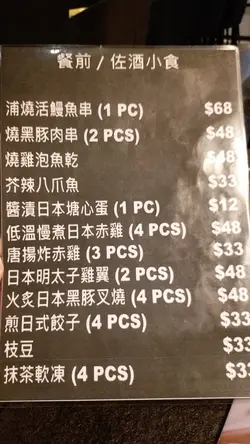 餐前 / 佐酒小食
浦燒活鰻魚串 (1 PC) $68
燒黑豚肉串 (2 PCS) $48
燒雞泡魚乾 $48
芥辣八爪魚 $33
醬漬日本塘心蛋 (1 PC) $12
低溫慢煮日本赤雞 (4 PCS) $48
唐揚炸赤雞 (3 PCS) $33
日本明太子雞翼 (2 PCS) $48
火炙日本黑豚叉燒 (4 PCS) $48
煎日式餃子 (4 PCS) $33
枝豆 $33
抹茶軟凍 (4 PCS) $33